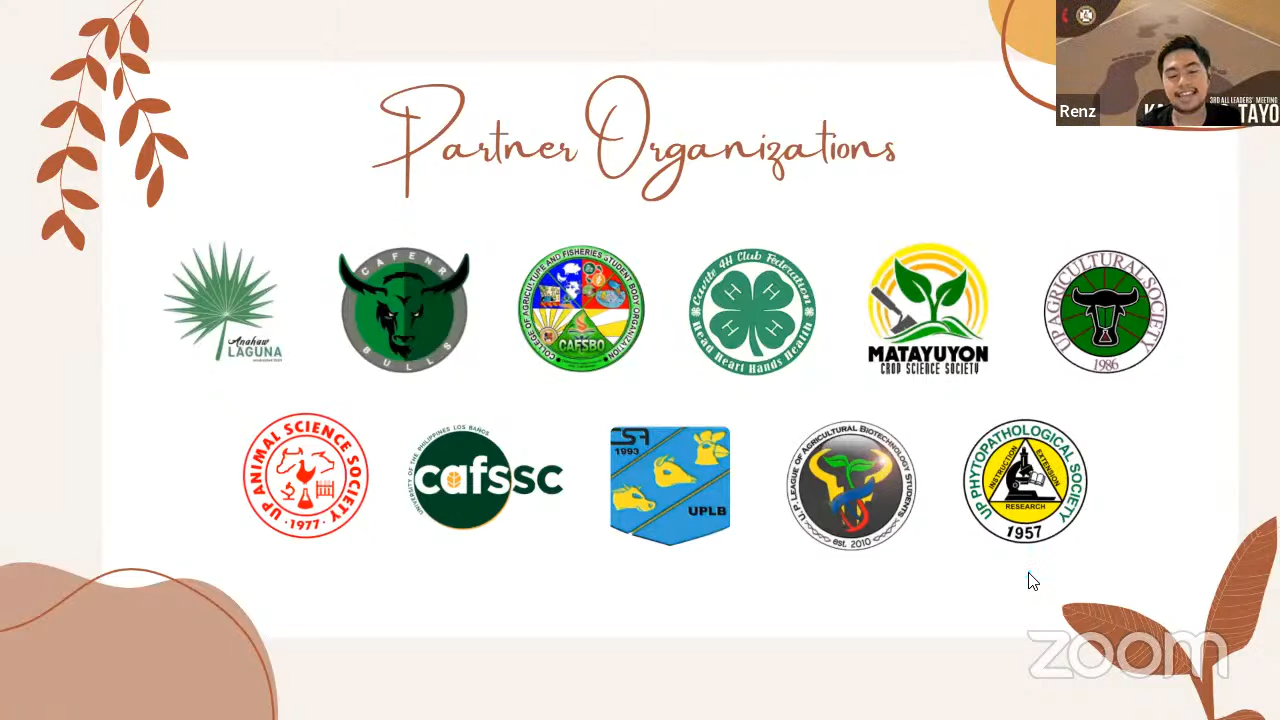 Partner Organizations
Renz
3RD ALL LEADERS' MEETING
TAYO
Anahaw
LAGUNA
CAFENR
BULLS
COLLEGE OF AGRICULTURE AND FISHERIES STUDENT BODY ORGANIZATION
CAFSBO
Cavite 4H Club Federation
H H H H
Head Heart Hands Health
MATAYUYON
CROP SCIENCE SOCIETY
UP AGRICULTURAL SOCIETY
1986
UP ANIMAL SCIENCE SOCIETY
1977
UNIVERSITY OF THE PHILIPPINES LOS BAÑOS
cafssc
1993
UPLB
U.P. LEAGUE OF AGRICULTURAL BIOTECHNOLOGY STUDENTS
est. 2010
UP PHYTOPATHOLOGICAL SOCIETY
INSTRUCTION
EXTENSION
RESEARCH
1957
zoom